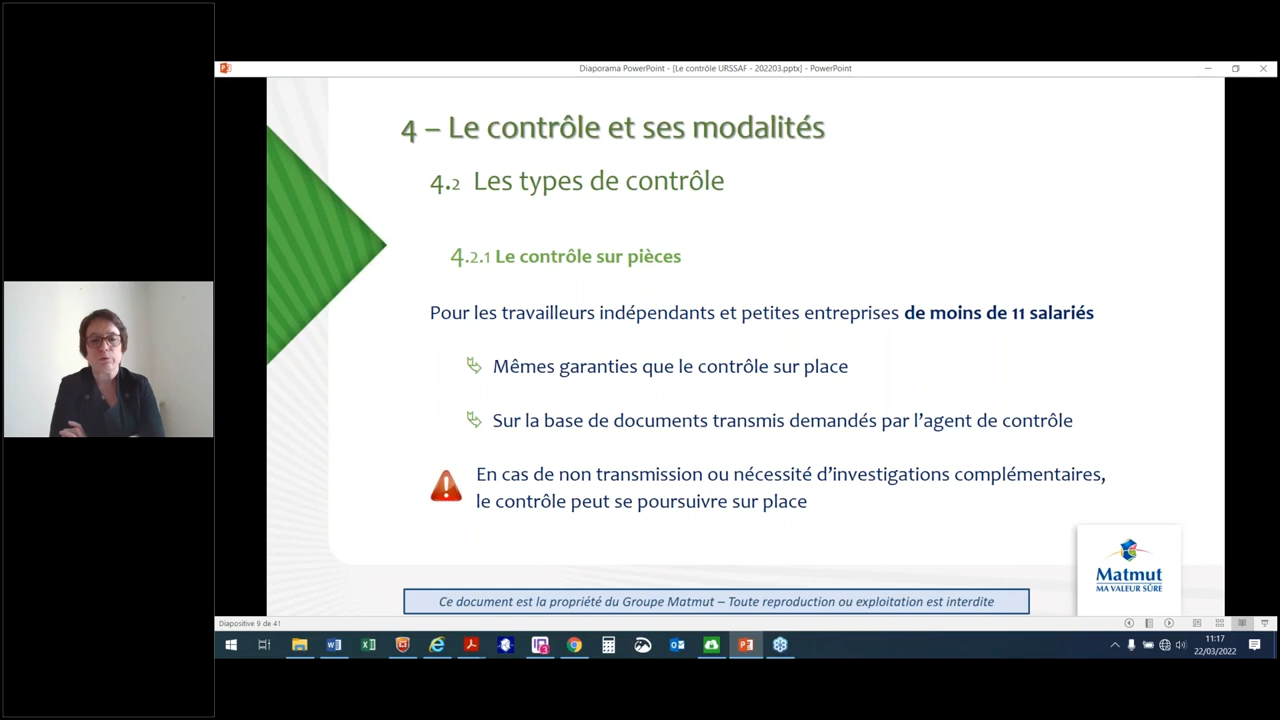 Diaporama PowerPoint - [Le contrôle URSSAF - 202203.pptx] - PowerPoint
4 – Le contrôle et ses modalités
4.2 Les types de contrôle
4.2.1 Le contrôle sur pièces
Pour les travailleurs indépendants et petites entreprises de moins de 11 salariés
Mêmes garanties que le contrôle sur place
Sur la base de documents transmis demandés par l’agent de contrôle
En cas de non transmission ou nécessité d’investigations complémentaires,
le contrôle peut se poursuivre sur place
Matmut
MA VALEUR SÛRE
Ce document est la propriété du Groupe Matmut – Toute reproduction ou exploitation est interdite
Diapositive 9 de 41
11:17
22/03/2022